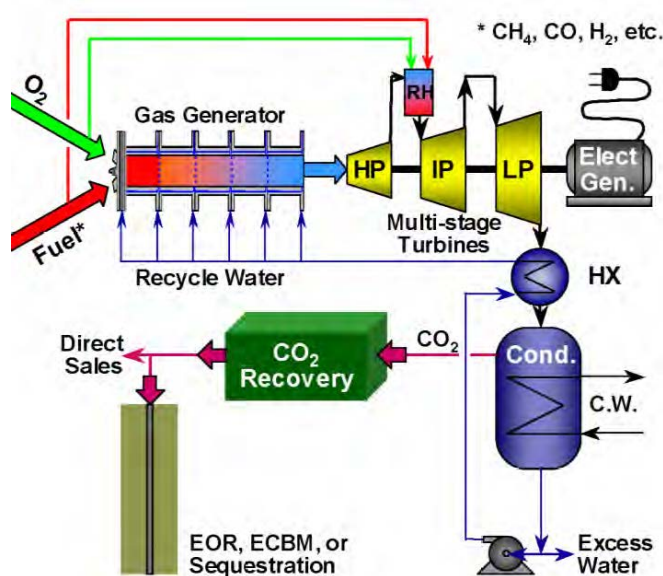 * CH4, CO, H2, etc.
O2
Gas Generator
RH
HP
IP
LP
Elect
Gen.
Fuel*
Multi-stage
Turbines
Recycle Water
HX
Direct
Sales
CO2
Recovery
CO2
Cond.
C.W.
EOR, ECBM, or
Sequestration
Excess
Water